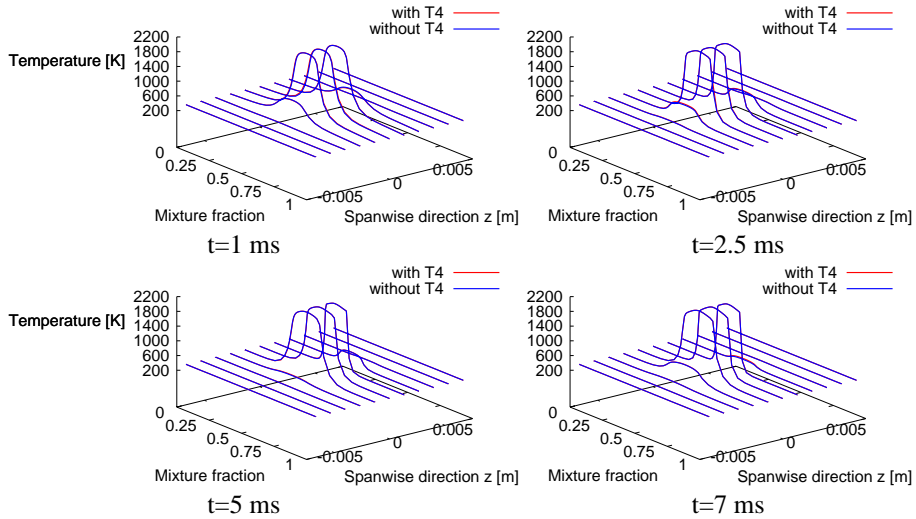 with T4
without T4
2200
1800
1400
1000
600
200
Temperature [K]
0
0.25
0.5
0.75
1
Mixture fraction
-0.005
0
0.005
Spanwise direction z [m]
t=1 ms
with T4
without T4
2200
1800
1400
1000
600
200
0
0.25
0.5
0.75
1
Mixture fraction
-0.005
0
0.005
Spanwise direction z [m]
t=2.5 ms
with T4
without T4
2200
1800
1400
1000
600
200
Temperature [K]
0
0.25
0.5
0.75
1
Mixture fraction
-0.005
0
0.005
Spanwise direction z [m]
t=5 ms
with T4
without T4
2200
1800
1400
1000
600
200
0
0.25
0.5
0.75
1
Mixture fraction
-0.005
0
0.005
Spanwise direction z [m]
t=7 ms